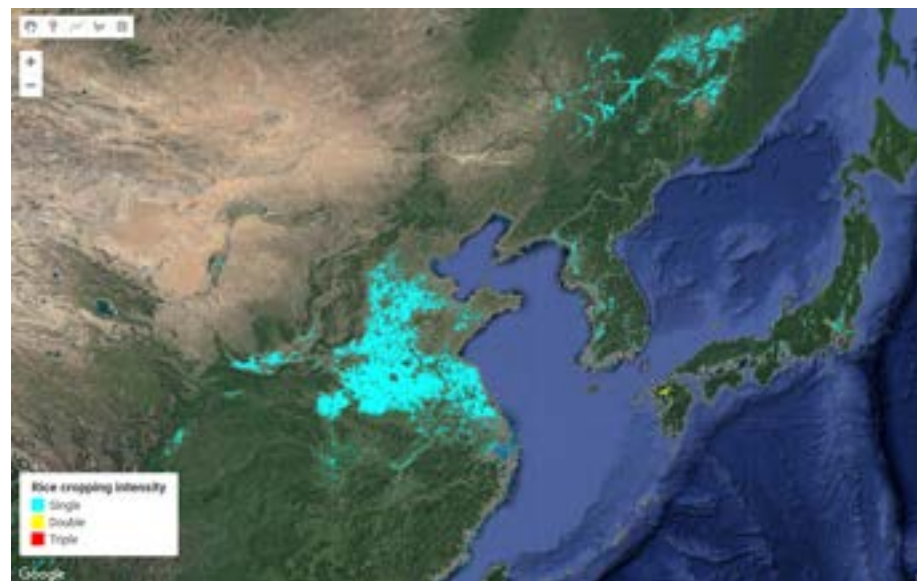 +
−
Rice cropping intensity
Single
Double
Triple
Google